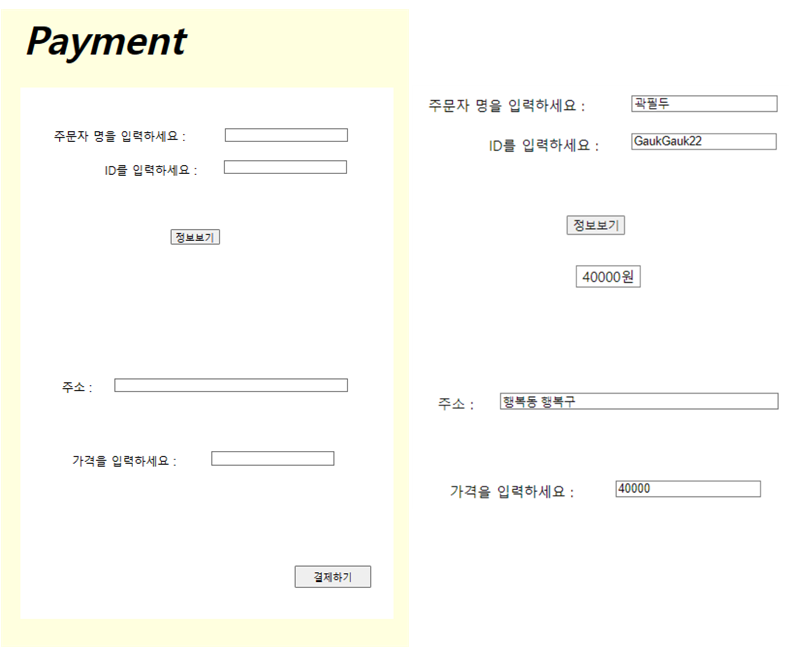 Payment
주문자 명을 입력하세요 :
ID를 입력하세요 :
정보보기
주소 :
가격을 입력하세요 :
결제하기
주문자 명을 입력하세요 : 곽필두
ID를 입력하세요 : GaukGauk22
정보보기
40000원
주소 : 행복동 행복구
가격을 입력하세요 : 40000